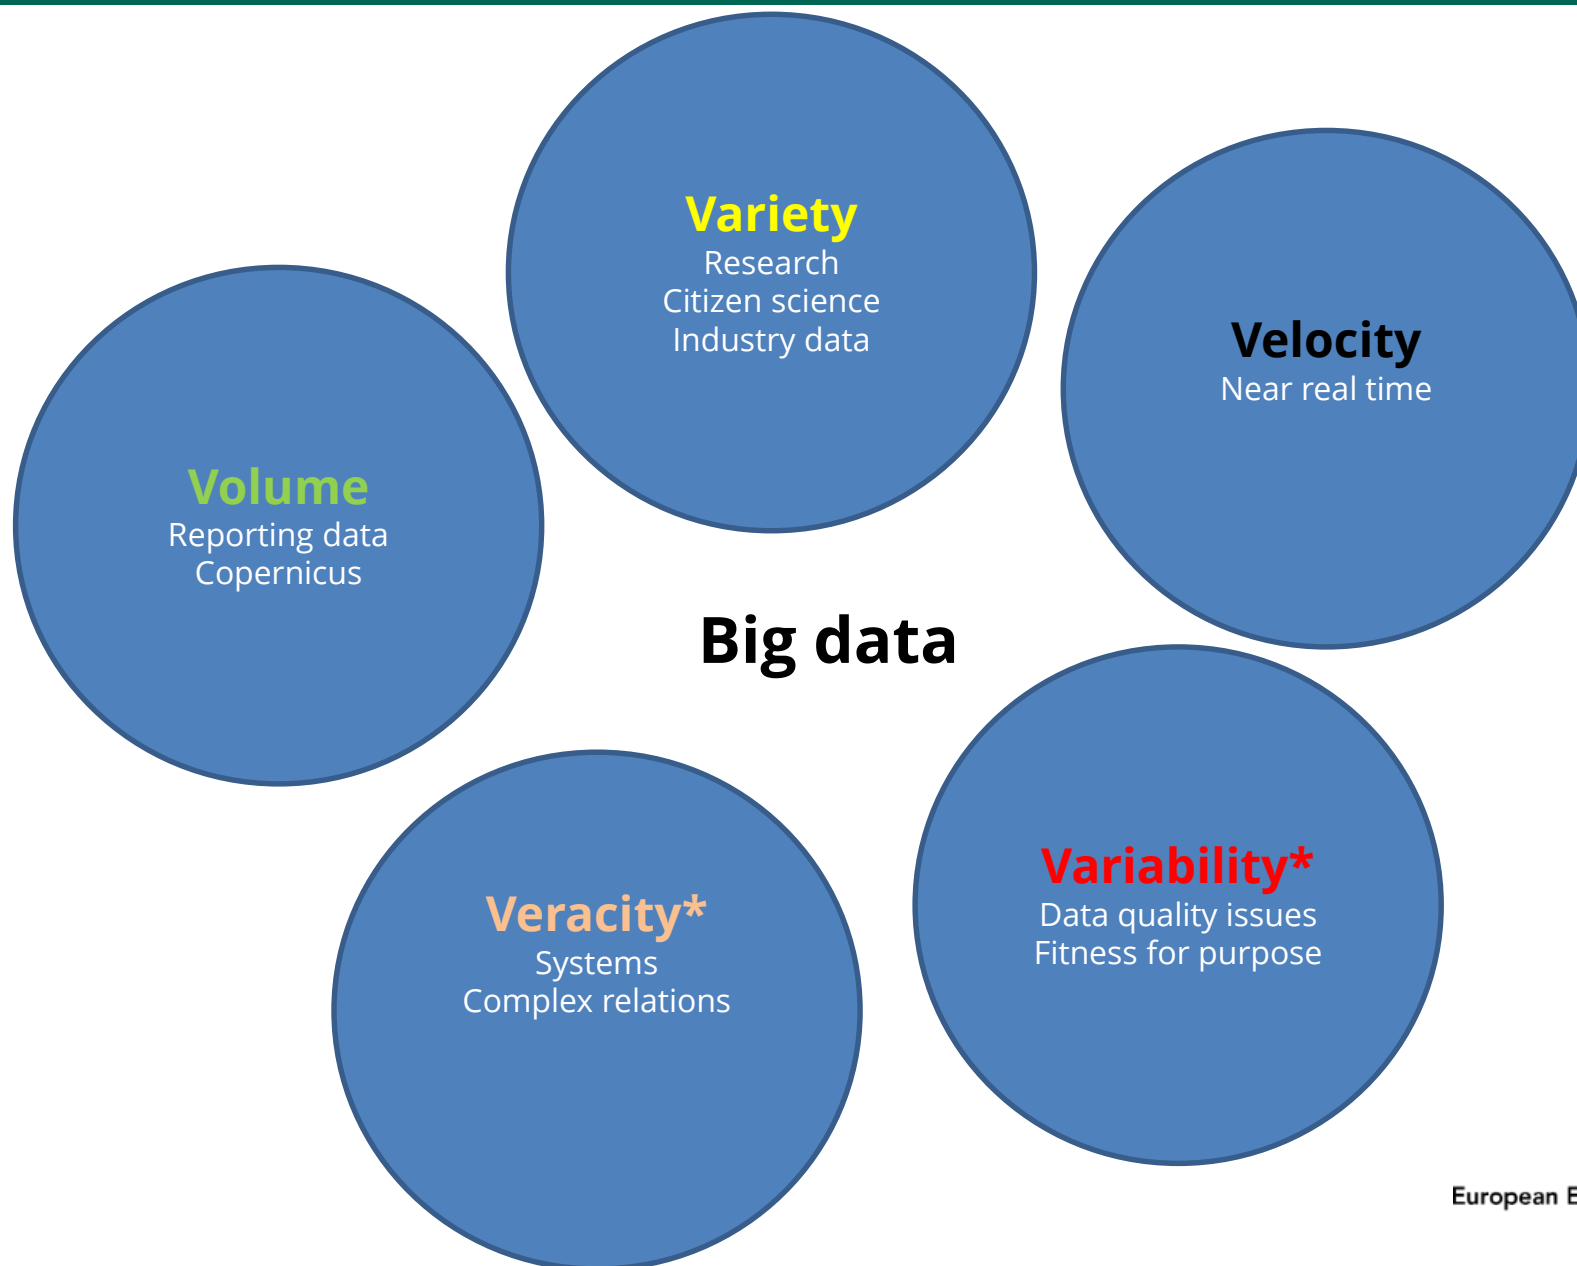 Variety
Research
Citizen science
Industry data
Velocity
Near real time
Volume
Reporting data
Copernicus
Big data
Variability*
Data quality issues
Fitness for purpose
Veracity*
Systems
Complex relations
European